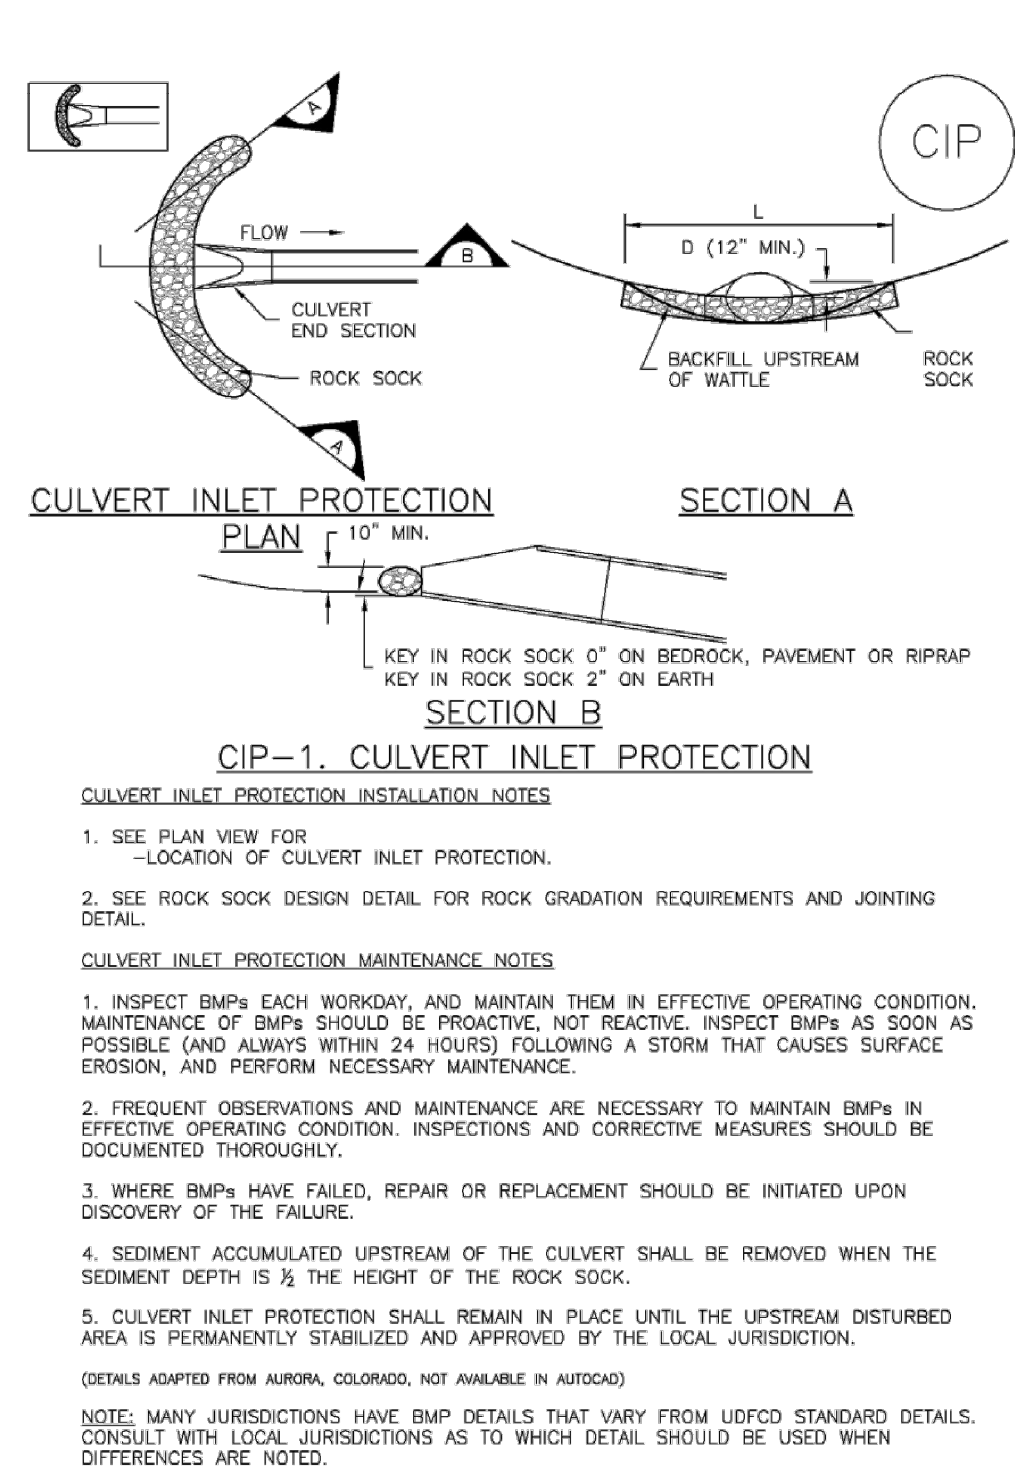 A
CIP
FLOW
B
CULVERT
END SECTION
ROCK SOCK
A
L
D (12" MIN.)
BACKFILL UPSTREAM
OF WATTLE
ROCK
SOCK
CULVERT INLET PROTECTION
PLAN
SECTION A
10" MIN.
KEY IN ROCK SOCK 0" ON BEDROCK, PAVEMENT OR RIPRAP
KEY IN ROCK SOCK 2" ON EARTH
SECTION B
CIP-1. CULVERT INLET PROTECTION
CULVERT INLET PROTECTION INSTALLATION NOTES
1. SEE PLAN VIEW FOR
-LOCATION OF CULVERT INLET PROTECTION.
2. SEE ROCK SOCK DESIGN DETAIL FOR ROCK GRADATION REQUIREMENTS AND JOINTING
DETAIL.
CULVERT INLET PROTECTION MAINTENANCE NOTES
1. INSPECT BMPs EACH WORKDAY, AND MAINTAIN THEM IN EFFECTIVE OPERATING CONDITION.
MAINTENANCE OF BMPs SHOULD BE PROACTIVE, NOT REACTIVE. INSPECT BMPs AS SOON AS
POSSIBLE (AND ALWAYS WITHIN 24 HOURS) FOLLOWING A STORM THAT CAUSES SURFACE
EROSION, AND PERFORM NECESSARY MAINTENANCE.
2. FREQUENT OBSERVATIONS AND MAINTENANCE ARE NECESSARY TO MAINTAIN BMPs IN
EFFECTIVE OPERATING CONDITION. INSPECTIONS AND CORRECTIVE MEASURES SHOULD BE
DOCUMENTED THOROUGHLY.
3. WHERE BMPs HAVE FAILED, REPAIR OR REPLACEMENT SHOULD BE INITIATED UPON
DISCOVERY OF THE FAILURE.
4. SEDIMENT ACCUMULATED UPSTREAM OF THE CULVERT SHALL BE REMOVED WHEN THE
SEDIMENT DEPTH IS ½ THE HEIGHT OF THE ROCK SOCK.
5. CULVERT INLET PROTECTION SHALL REMAIN IN PLACE UNTIL THE UPSTREAM DISTURBED
AREA IS PERMANENTLY STABILIZED AND APPROVED BY THE LOCAL JURISDICTION.
(DETAILS ADAPTED FROM AURORA, COLORADO, NOT AVAILABLE IN AUTOCAD)
NOTE: MANY JURISDICTIONS HAVE BMP DETAILS THAT VARY FROM UDFCD STANDARD DETAILS.
CONSULT WITH LOCAL JURISDICTIONS AS TO WHICH DETAIL SHOULD BE USED WHEN
DIFFERENCES ARE NOTED.